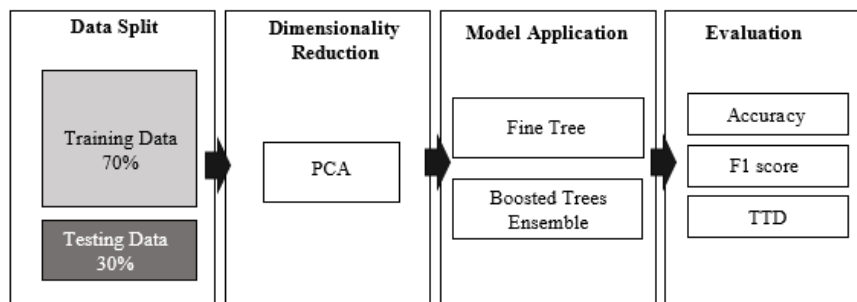 Data Split
Training Data
70%
Testing Data
30%
Dimensionality
Reduction
PCA
Model Application
Fine Tree
Boosted Trees
Ensemble
Evaluation
Accuracy
F1 score
TTD